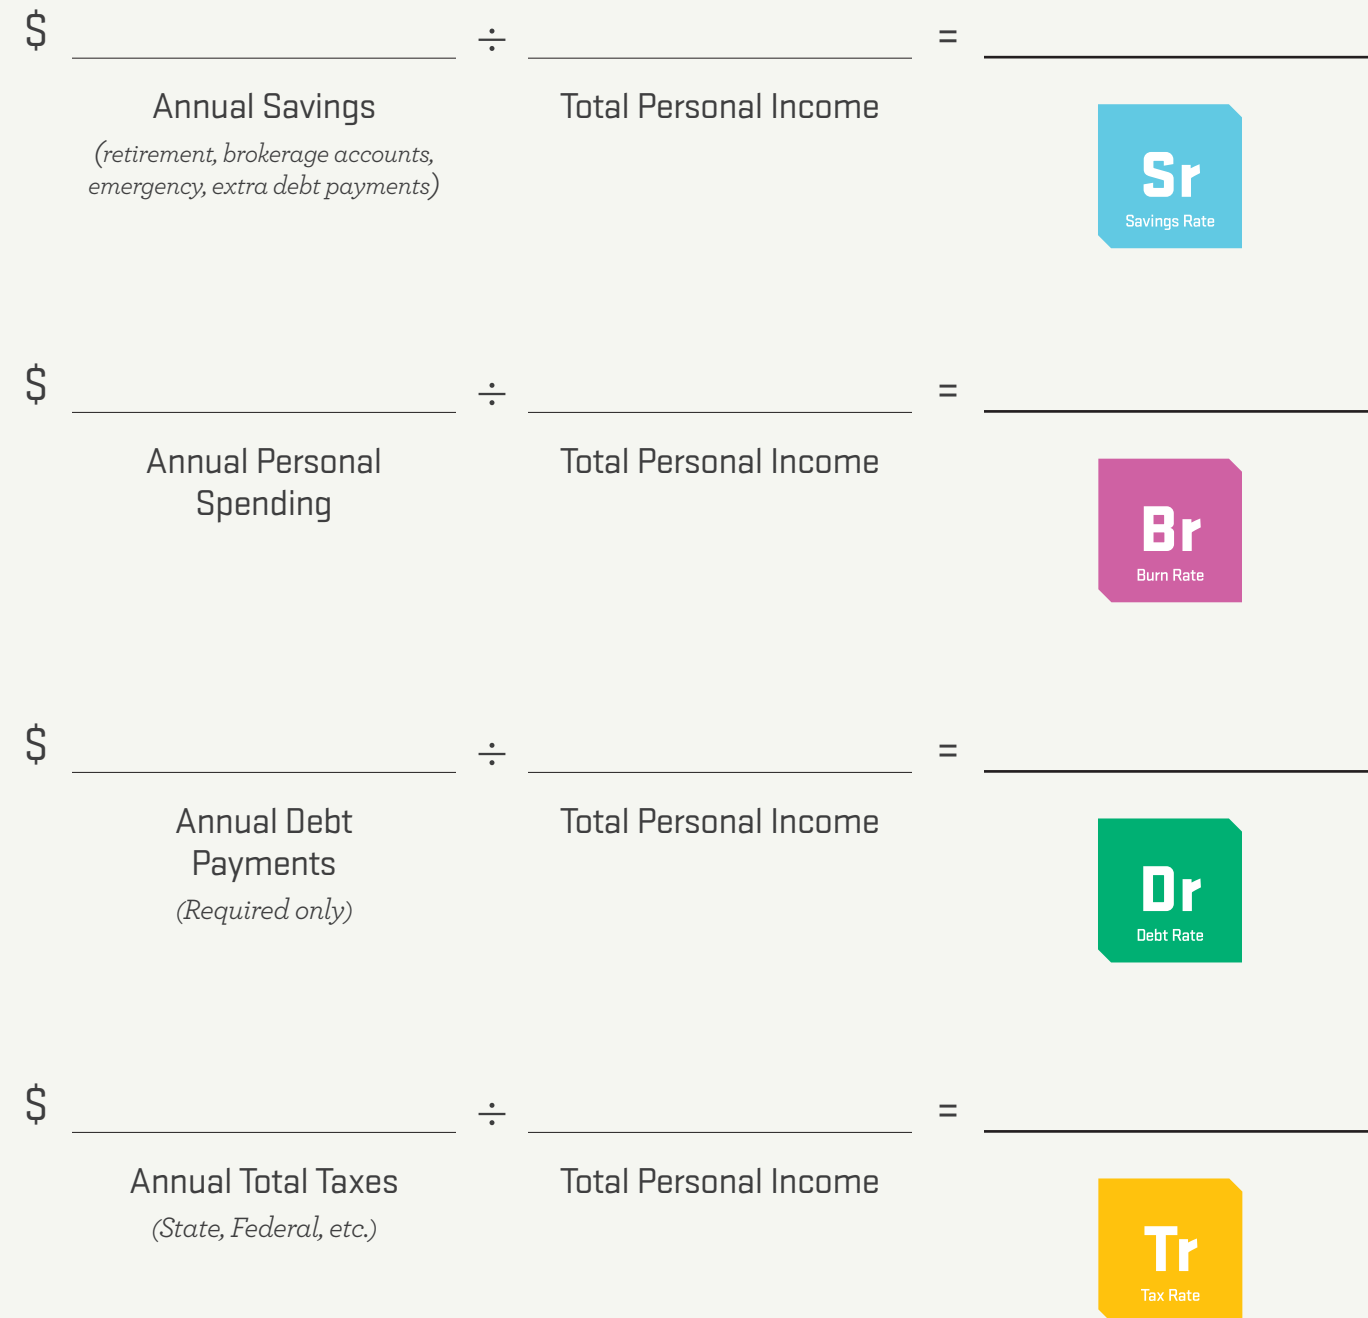 $ ÷ =
Annual Savings Total Personal Income
(retirement, brokerage accounts,
emergency, extra debt payments)
Sr
Savings Rate
$ ÷ =
Annual Personal Total Personal Income
Spending
Br
Burn Rate
$ ÷ =
Annual Debt Total Personal Income
Payments
(Required only)
Dr
Debt Rate
$ ÷ =
Annual Total Taxes Total Personal Income
(State, Federal, etc.)
Tr
Tax Rate